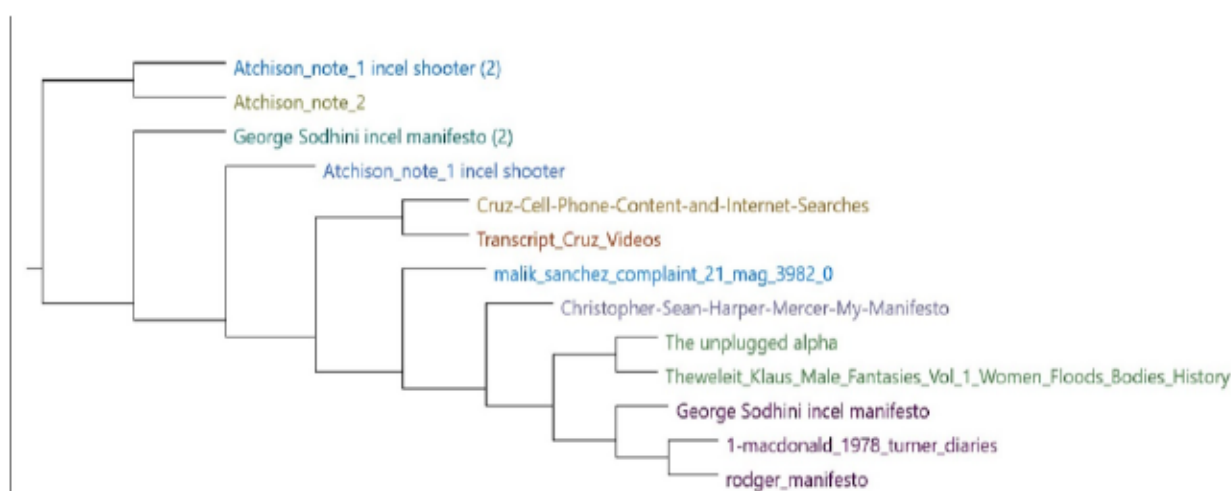 Atchison_note_1 incel shooter (2)
Atchison_note_2
George Sodhini incel manifesto (2)
Atchison_note_1 incel shooter
Cruz-Cell-Phone-Content-and-Internet-Searches
Transcript_Cruz_Videos
malik_sanchez_complaint_21_mag_3982_0
Christopher-Sean-Harper-Mercer-My-Manifesto
The unplugged alpha
Theweleit_Klaus_Male_Fantasies_Vol_1_Women_Floods_Bodies_History
George Sodhini incel manifesto
1-macdonald_1978_turner_diaries
rodger_manifesto